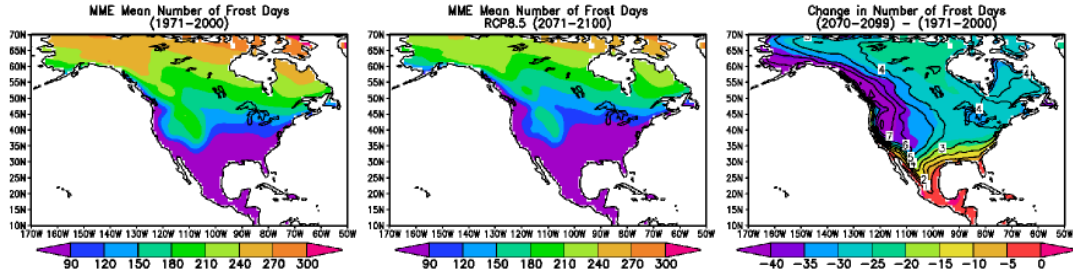 MME Mean Number of Frost Days
(1971-2000)
70N
65N
60N
55N
50N
45N
40N
35N
30N
25N
20N
15N
10N
170W 160W 150W 140W 130W 120W 110W 100W 90W 80W 70W 60W 50W
90 120 150 180 210 240 270 300
MME Mean Number of Frost Days
RCP8.5 (2071-2100)
70N
65N
60N
55N
50N
45N
40N
35N
30N
25N
20N
15N
10N
170W 160W 150W 140W 130W 120W 110W 100W 90W 80W 70W 60W 50W
90 120 150 180 210 240 270 300
Change in Number of Frost Days
(2070-2099) - (1971-2000)
70N
65N
60N
55N
50N
45N
40N
35N
30N
25N
20N
15N
10N
4
4
7
3
2
170W 160W 150W 140W 130W 120W 110W 100W 90W 80W 70W 60W 50W
-40 -35 -30 -25 -20 -15 -10 -5 0